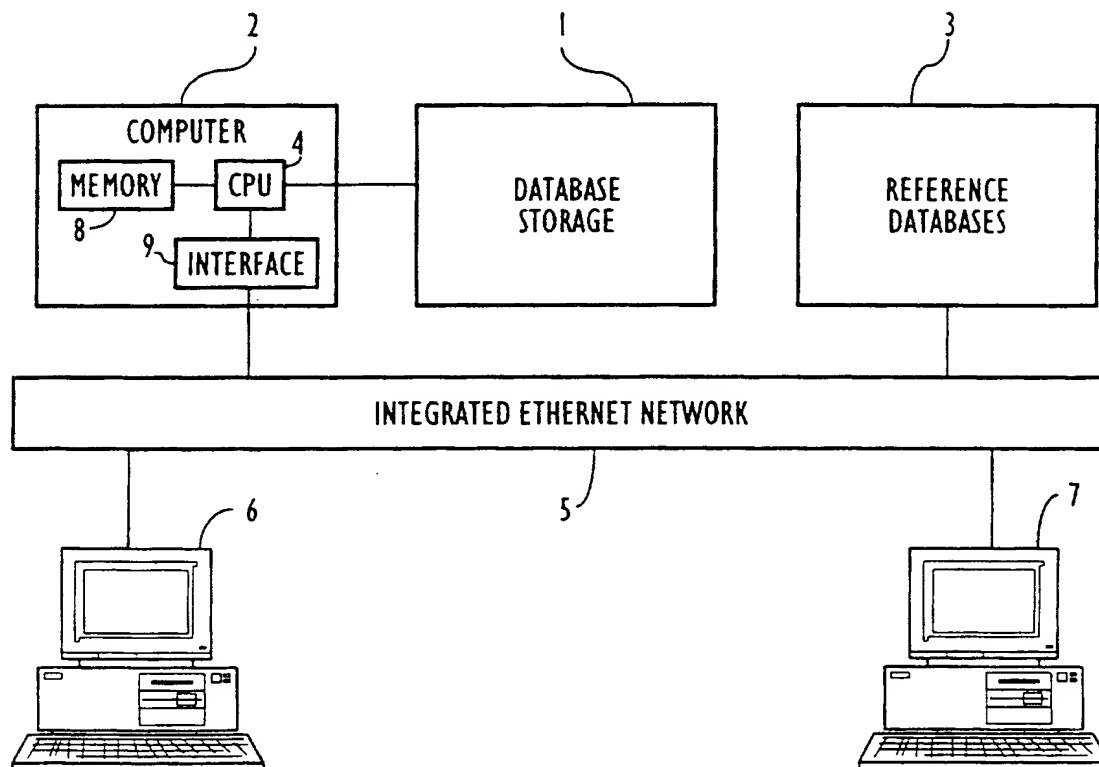 2
1
3
COMPUTER
4
MEMORY
CPU
8
9
INTERFACE
DATABASE
STORAGE
REFERENCE
DATABASES
INTEGRATED ETHERNET NETWORK
6
5
7